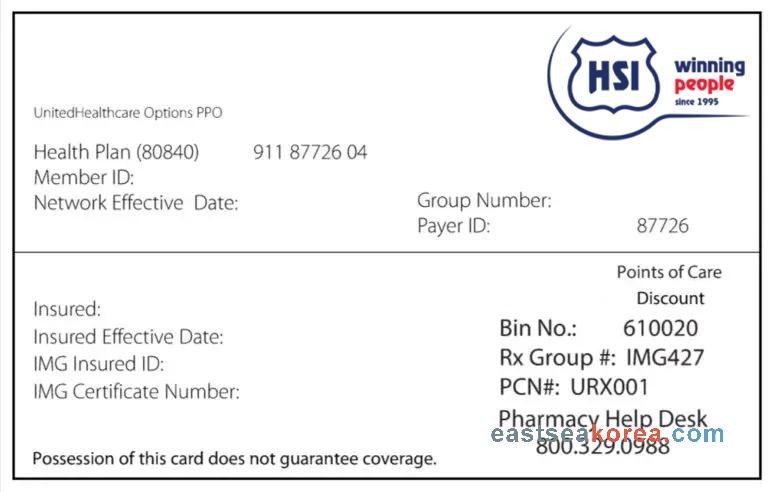 HSI
winning
people
since 1995
UnitedHealthcare Options PPO
Health Plan (80840) 911 87726 04
Member ID:
Network Effective Date:
Group Number:
Payer ID: 87726
Points of Care
Discount
Insured:
Insured Effective Date:
IMG Insured ID:
IMG Certificate Number:
Bin No.: 610020
Rx Group #: IMG427
PCN#: URX001
Pharmacy Help Desk
800.329.0988
eastseakorea.com
Possession of this card does not guarantee coverage.